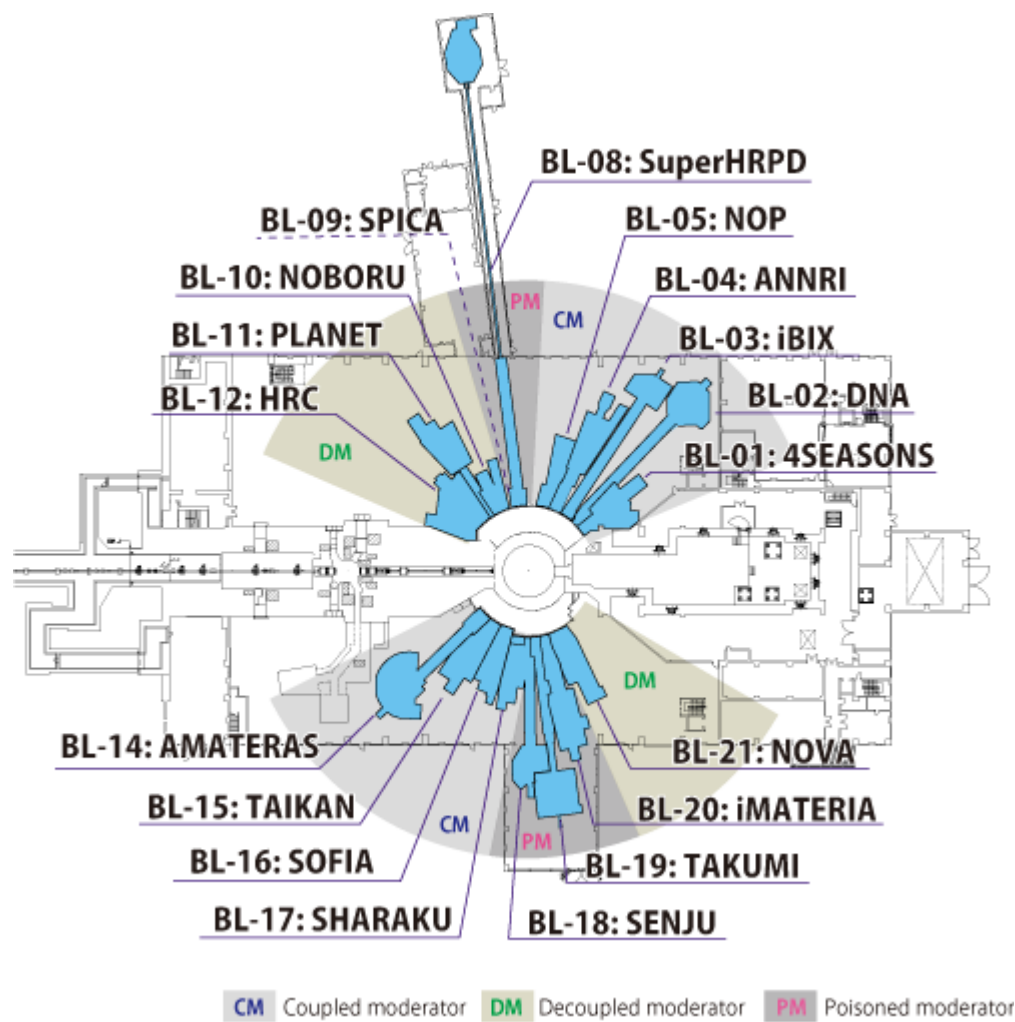 BL-08: SuperHRPD
BL-09: SPICA
BL-05: NOP
BL-10: NOBORU
BL-04: ANNRI
PM
CM
BL-11: PLANET
BL-03: iBIX
BL-12: HRC
BL-02: DNA
DM
BL-01: 4SEASONS
DM
BL-14: AMATERAS
BL-21: NOVA
BL-15: TAIKAN
CM
BL-20: iMATERIA
PM
BL-16: SOFIA
BL-19: TAKUMI
BL-17: SHARAKU
BL-18: SENJU
CM Coupled moderator DM Decoupled moderator PM Poisoned moderator